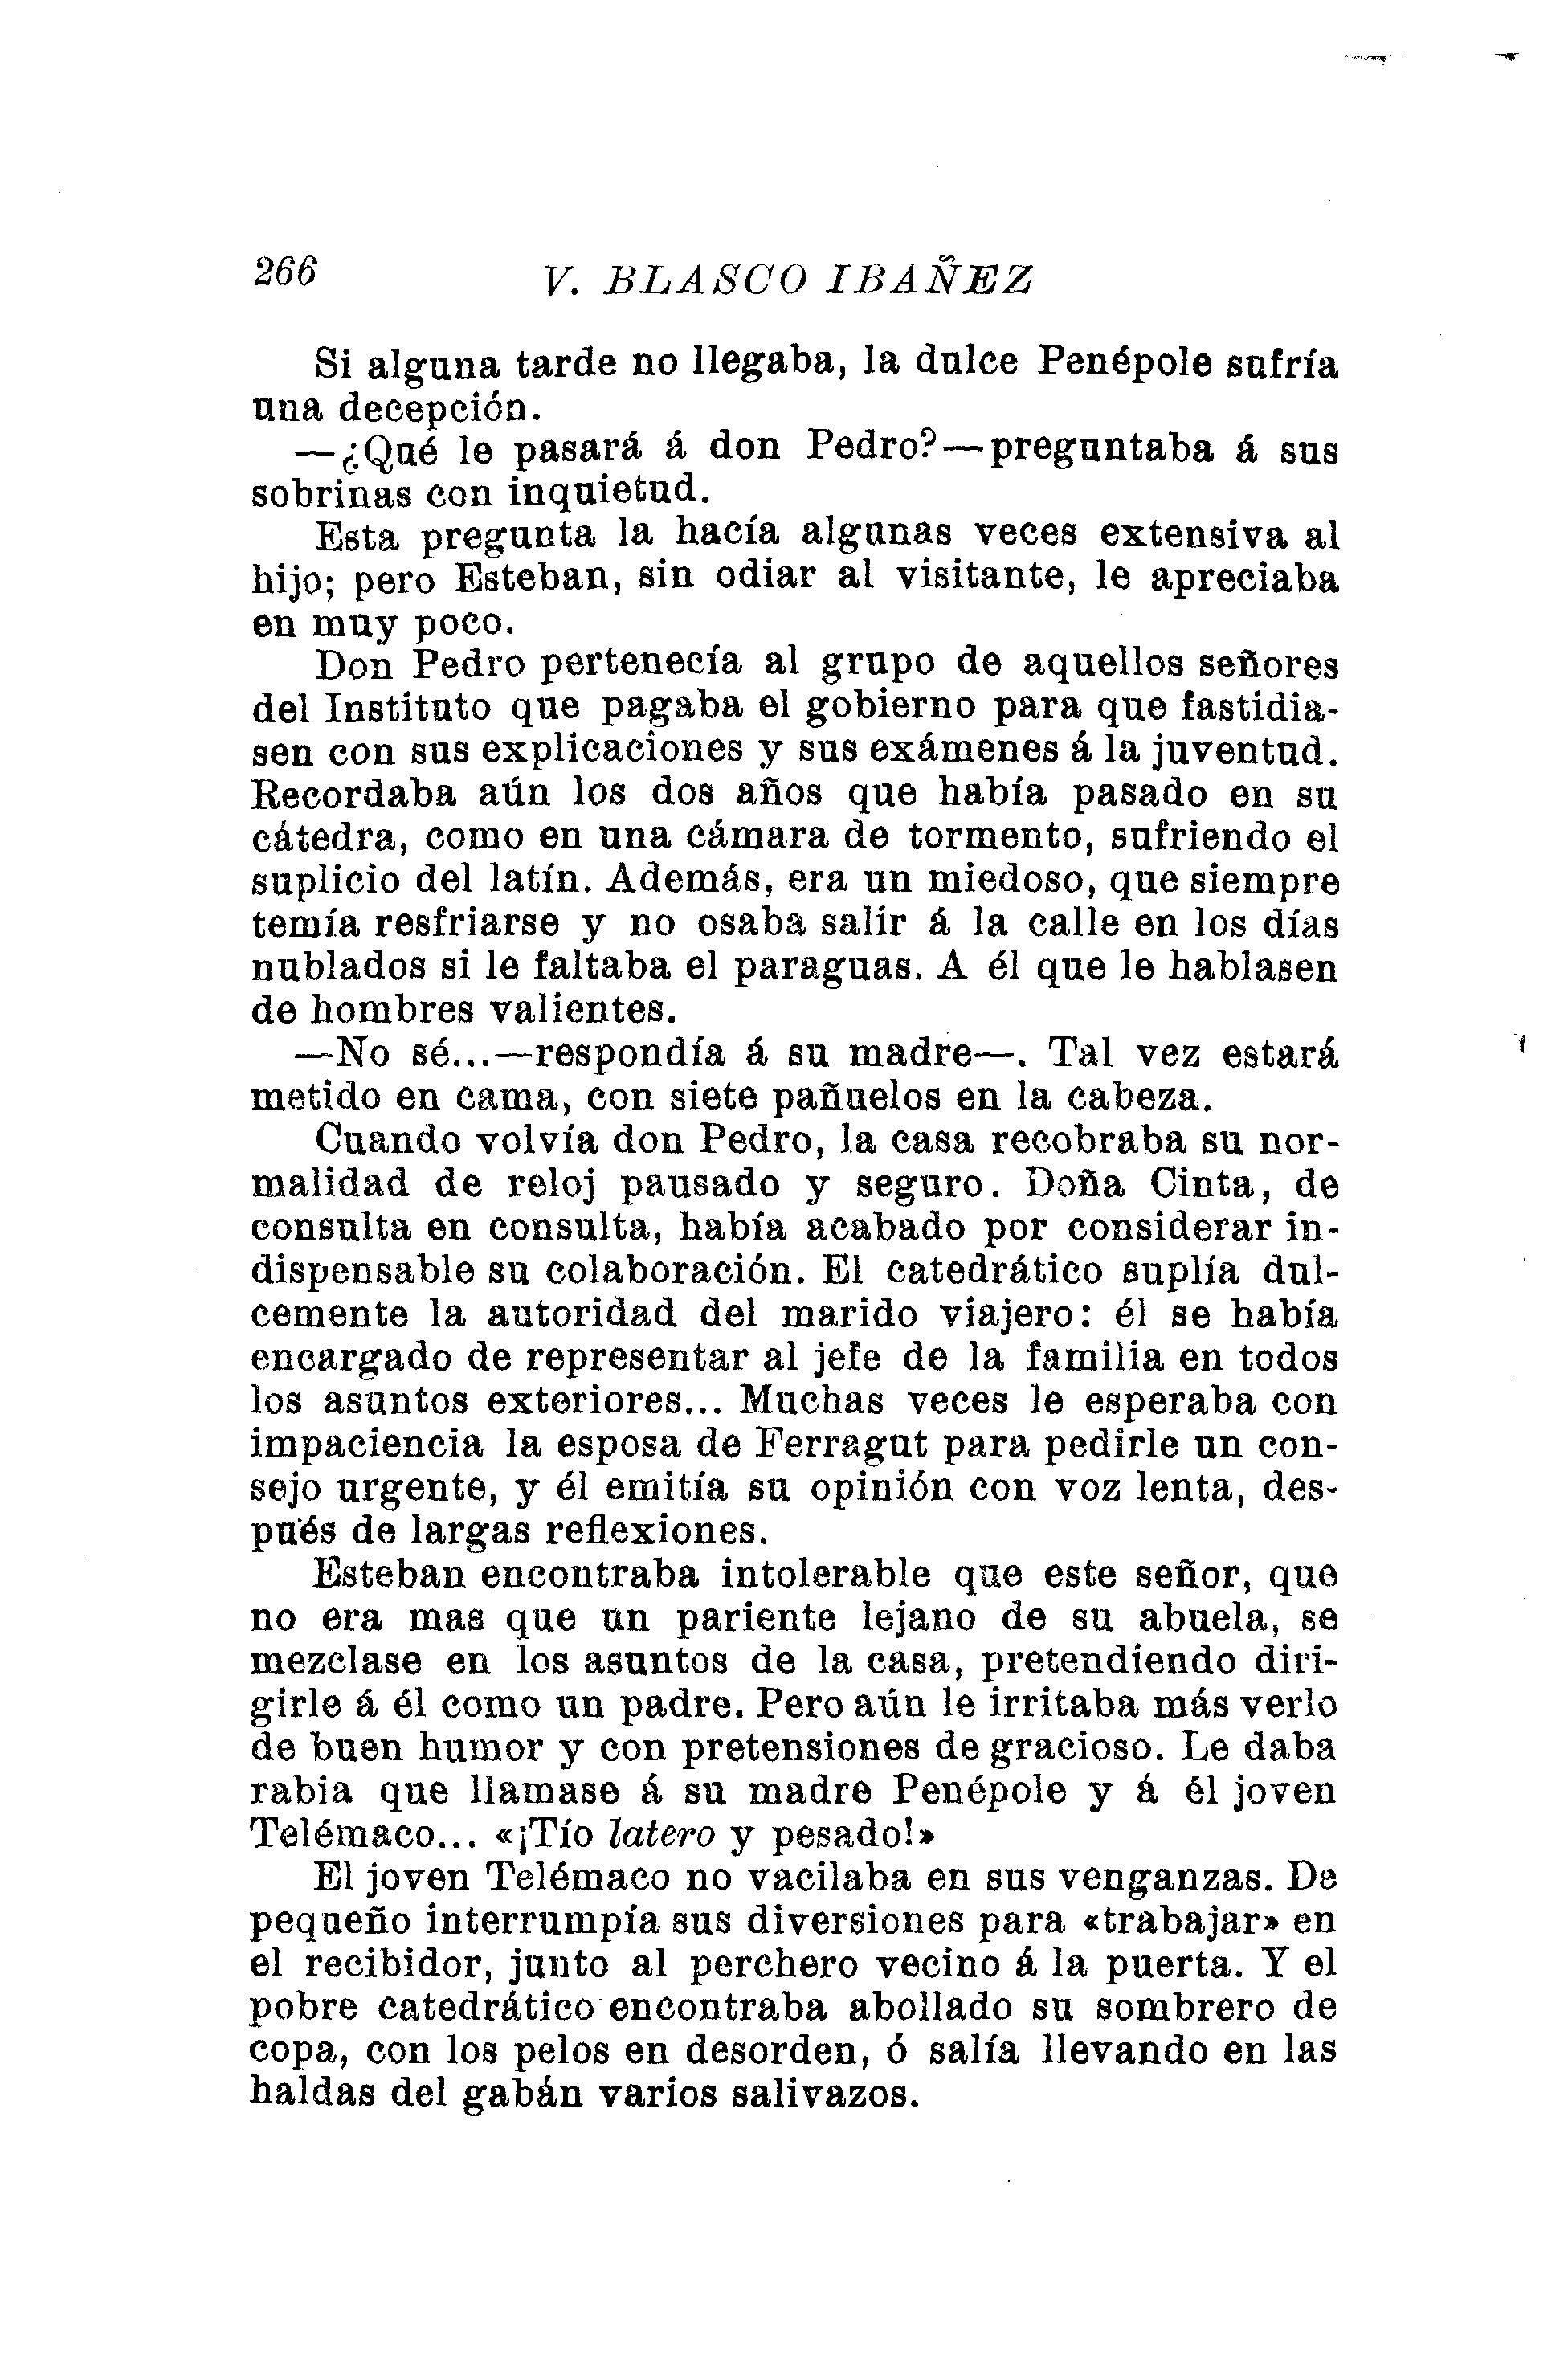 266
V. BLASCO IBAÑEZ
Si alguna tarde no llegaba, la dulce Penépole sufría
una decepción.
—¿Qué le pasará á don Pedro?—preguntaba á sus
sobrinas con inquietud.
Esta pregunta la hacía algunas veces extensiva al
hijo; pero Esteban, sin odiar al visitante, le apreciaba
en muy poco.
Don Pedro pertenecía al grupo de aquellos señores
del Instituto que pagaba el gobierno para que fastidia-
sen con sus explicaciones y sus exámenes á la juventud.
Recordaba aún los dos años que había pasado en su
cátedra, como en una cámara de tormento, sufriendo el
suplicio del latín. Además, era un miedoso, que siempre
temía resfriarse y no osaba salir á la calle en los días
nublados si le faltaba el paraguas. A él que le hablasen
de hombres valientes.
—No sé...—respondía á su madre—. Tal vez estará
metido en cama, con siete pañuelos en la cabeza.
Cuando volvía don Pedro, la casa recobraba su nor-
malidad de reloj pausado y seguro. Doña Cinta, de
consulta en consulta, había acabado por considerar in-
dispensable su colaboración. El catedrático suplía dul-
cemente la autoridad del marido viajero: él se había
encargado de representar al jefe de la familia en todos
los asuntos exteriores... Muchas veces le esperaba con
impaciencia la esposa de Ferragut para pedirle un con-
sejo urgente, y él emitía su opinión con voz lenta, des-
pués de largas reflexiones.
Esteban encontraba intolerable que este señor, que
no era mas que un pariente lejano de su abuela, se
mezclase en los asuntos de la casa, pretendiendo diri-
girle á él como un padre. Pero aún le irritaba más verlo
de buen humor y con pretensiones de gracioso. Le daba
rabia que llamase á su madre Penépole y á él joven
Telémaco... «¡Tío latero y pesado!»
El joven Telémaco no vacilaba en sus venganzas. De
pequeño interrumpía sus diversiones para «trabajar» en
el recibidor, junto al perchero vecino á la puerta. Y el
pobre catedrático encontraba abollado su sombrero de
copa, con los pelos en desorden, ó salía llevando en las
haldas del gabán varios salivazos.